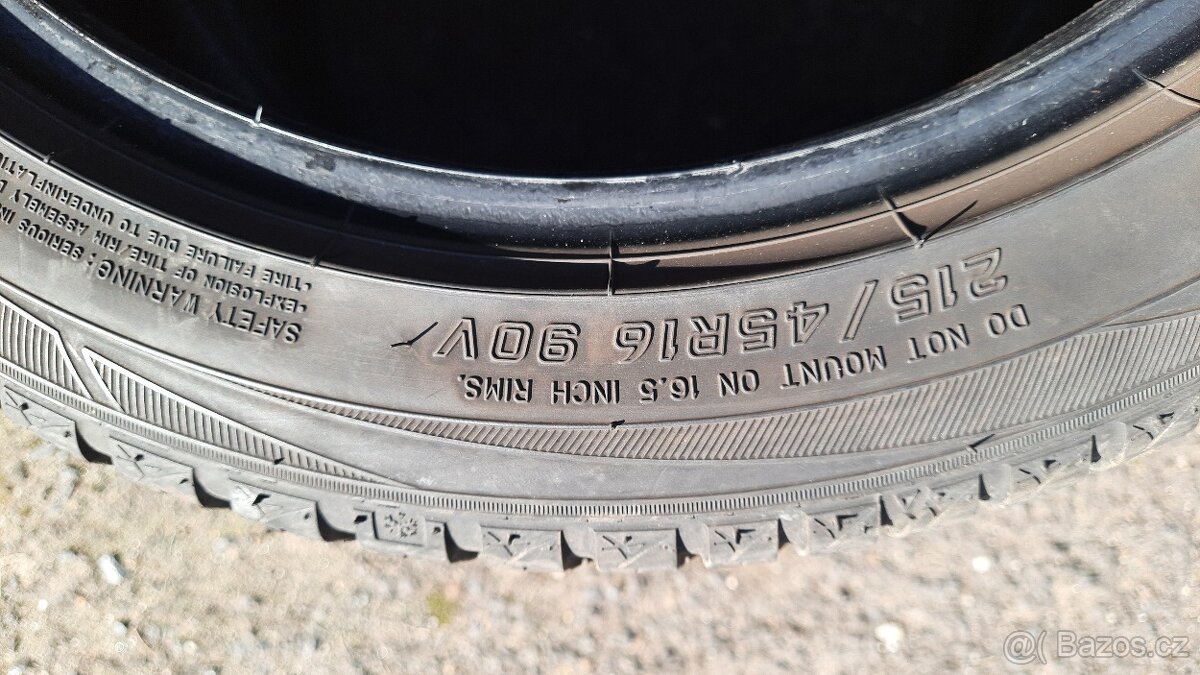 215/45R16 90V
DO NOT MOUNT ON 16.5 INCH RIMS.
SAFETY WARNING: SERIOUS IN
•EXPLOSION OF TIRE/RIM ASSEMBLY D
•TIRE FAILURE DUE TO UNDERINFLATI
@ Bazos.cz